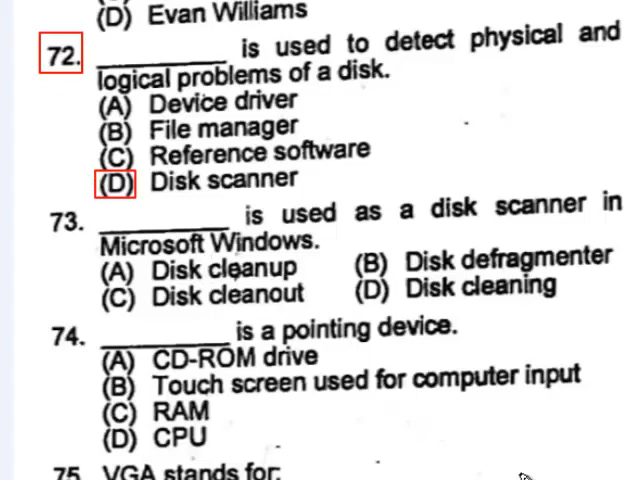 (D) Evan Williams
72. __________ is used to detect physical and
logical problems of a disk.
(A) Device driver
(B) File manager
(C) Reference software
(D) Disk scanner
73. __________ is used as a disk scanner in
Microsoft Windows.
(A) Disk cleanup (B) Disk defragmenter
(C) Disk cleanout (D) Disk cleaning
74. __________ is a pointing device.
(A) CD-ROM drive
(B) Touch screen used for computer input
(C) RAM
(D) CPU
75. VGA stands for: